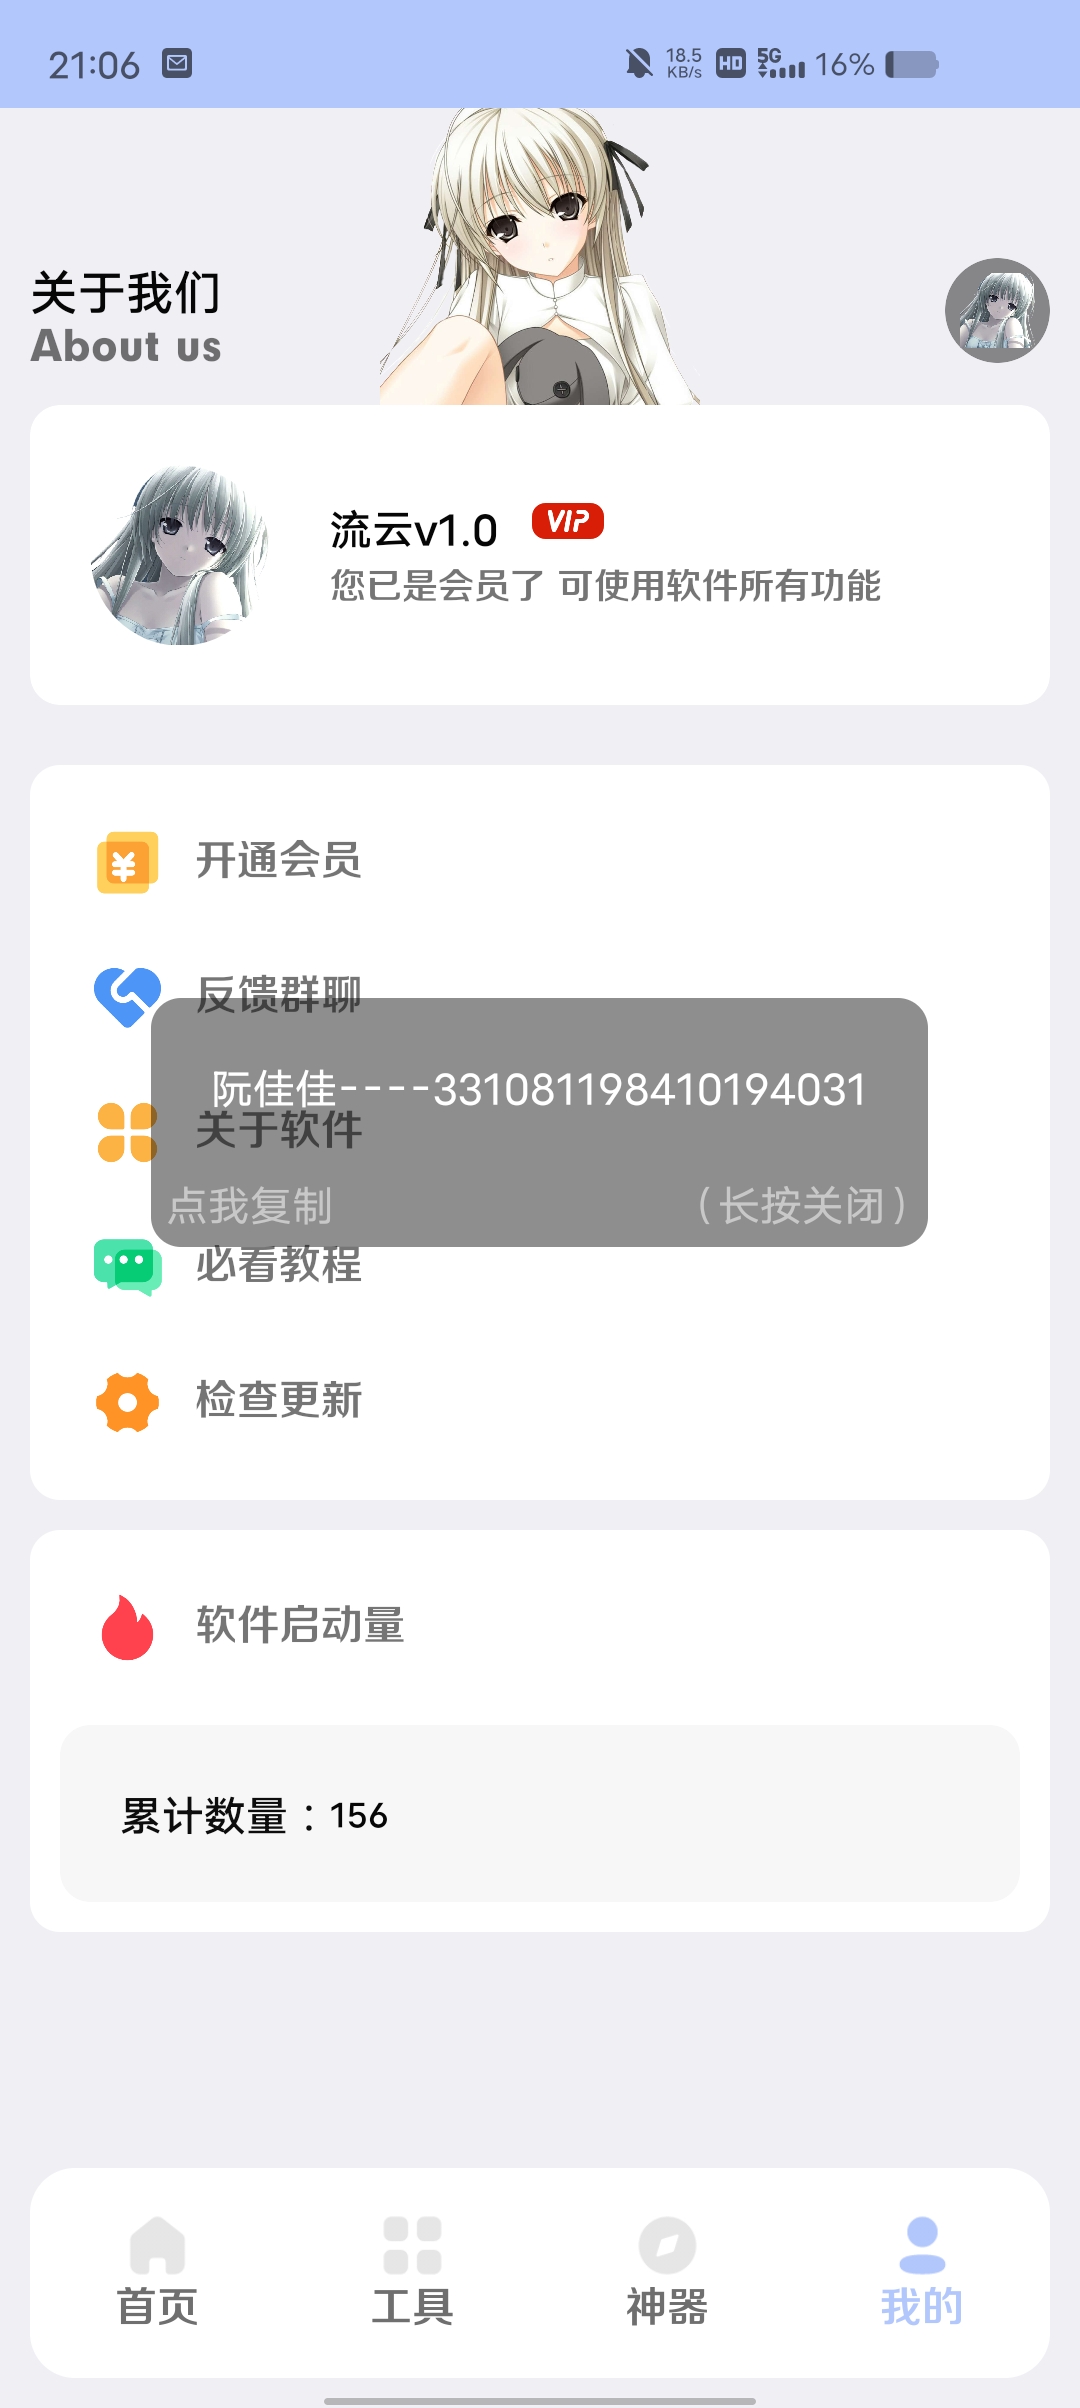 21:06
18.5 KB/s HD 5G 16%
关于我们
About us
流云v1.0 VIP
您已是会员了 可使用软件所有功能
开通会员
反馈群聊
阮佳佳----331081198410194031
关于软件
点我复制 （长按关闭）
必看教程
检查更新
软件启动量
累计数量：156
首页 工具 神器 我的